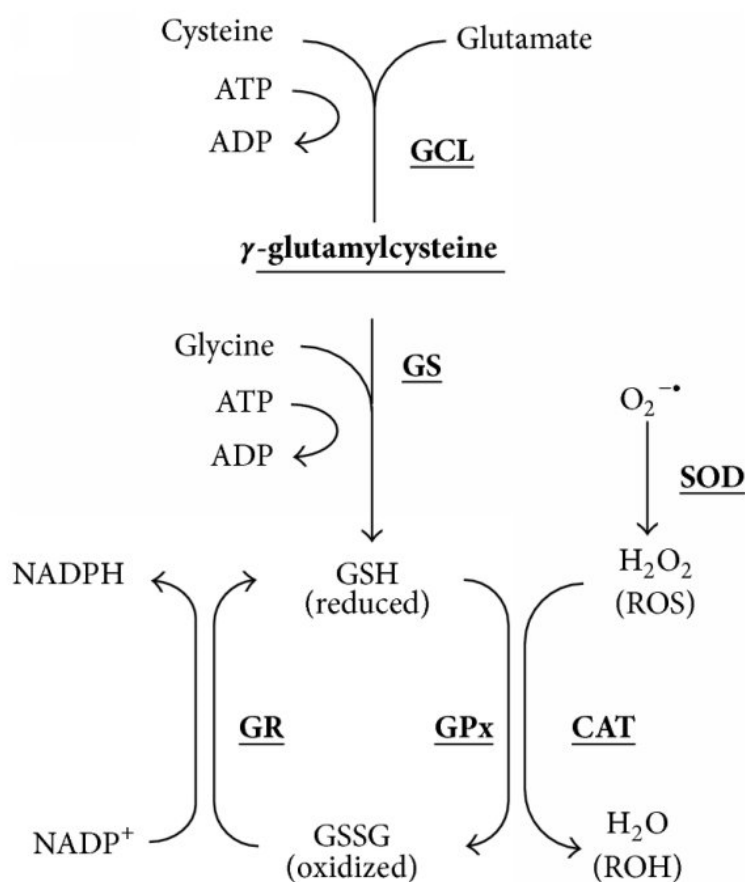 Cysteine
Glutamate
ATP
ADP
GCL
γ-glutamylcysteine
Glycine
GS
ATP
ADP
O₂⁻•
SOD
NADPH
GSH
(reduced)
H₂O₂
(ROS)
GR
GPx
CAT
NADP⁺
GSSG
(oxidized)
H₂O
(ROH)